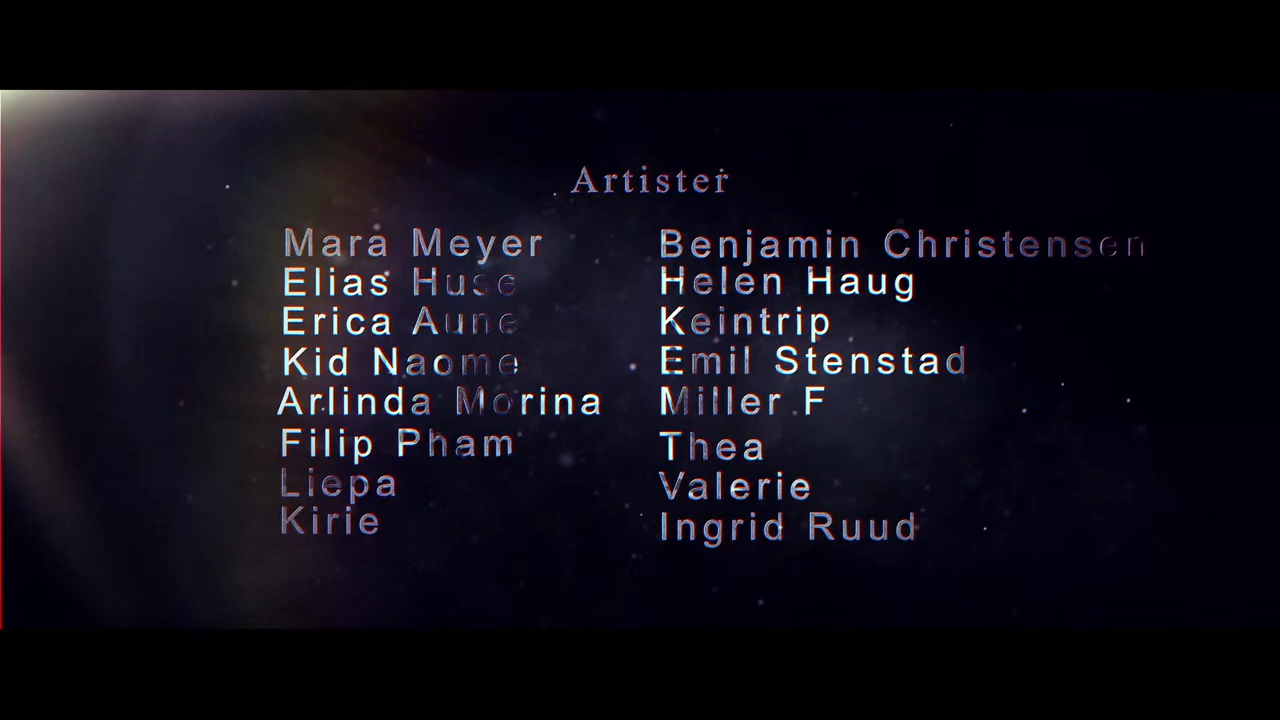 Artister
Mara Meyer
Elias Huse
Erica Aune
Kid Naome
Arlinda Morina
Filip Pham
Liepa
Kirie
Benjamin Christensen
Helen Haug
Keintrip
Emil Stenstad
Miller F
Thea
Valerie
Ingrid Ruud